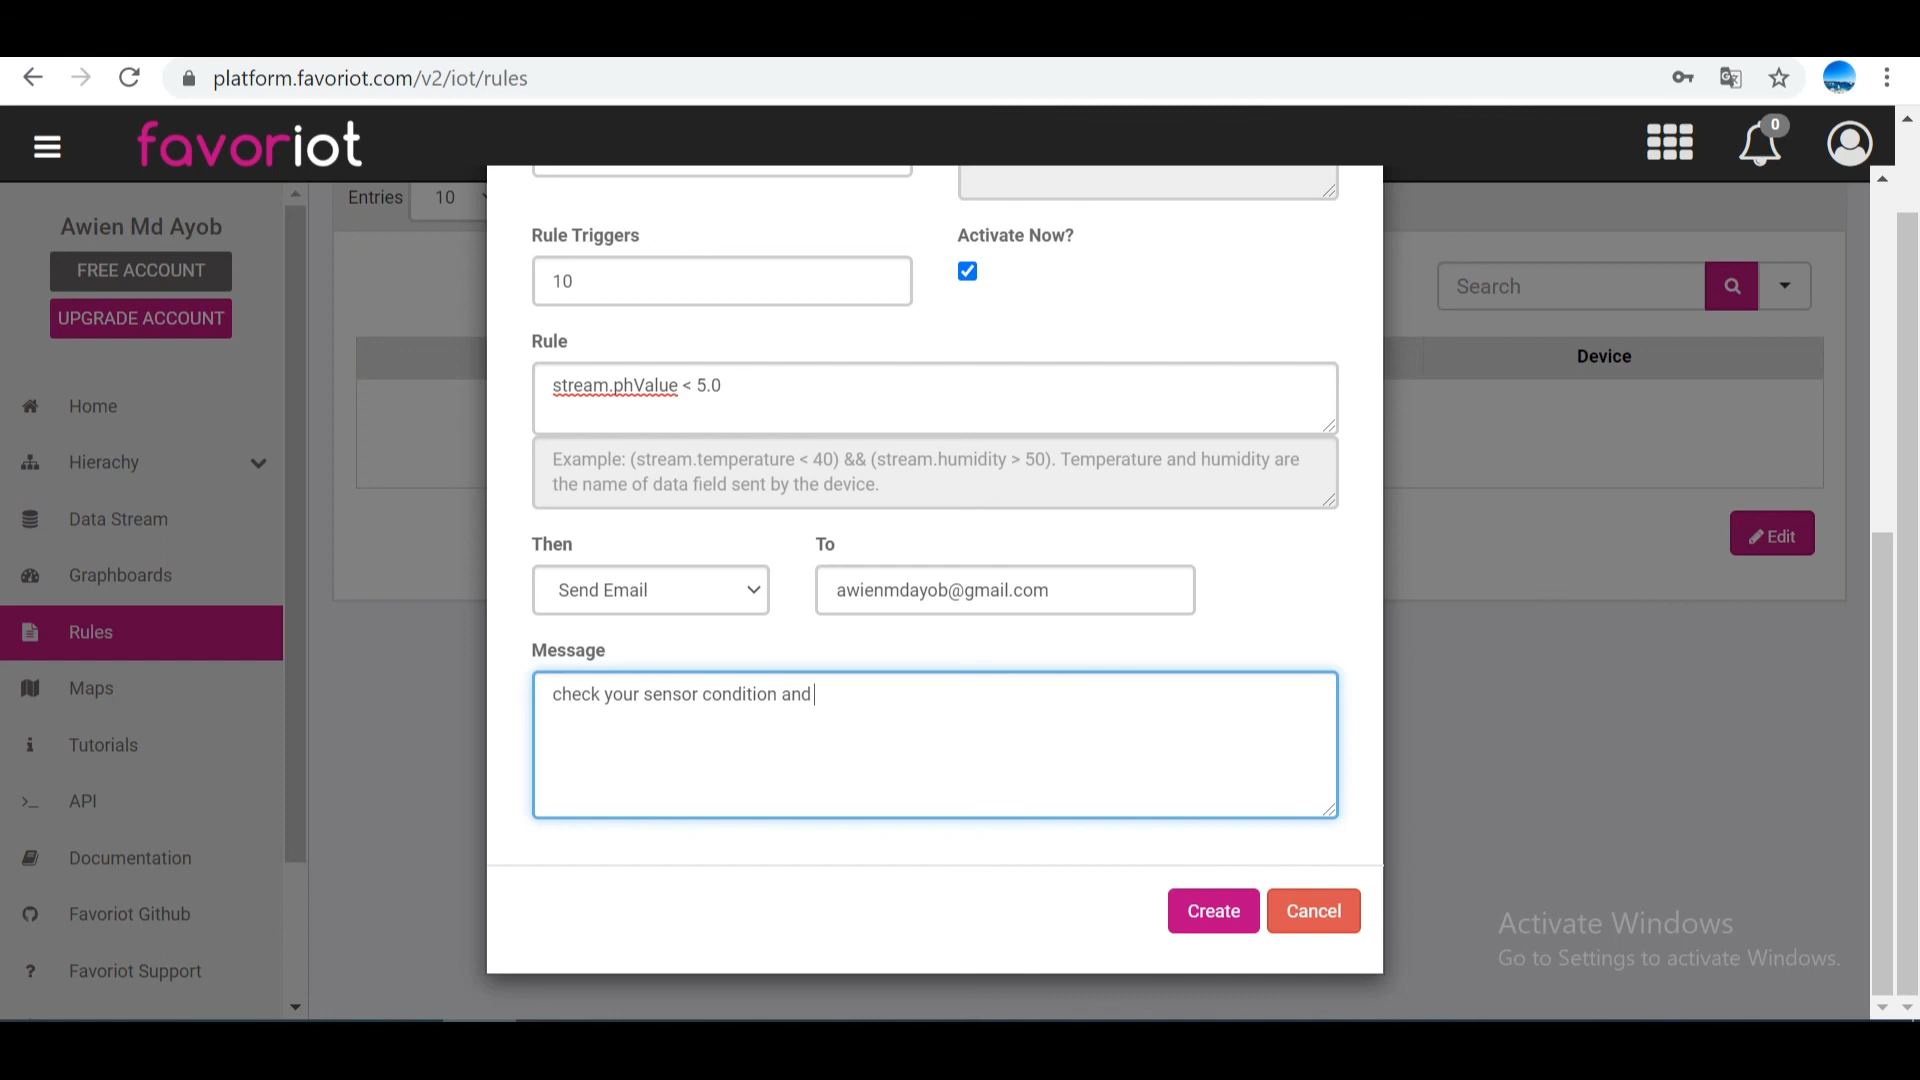 platform.favoriot.com/v2/iot/rules
favoriot
0
Awien Md Ayob
FREE ACCOUNT
UPGRADE ACCOUNT
Home
Hierachy
Data Stream
Graphboards
Rules
Maps
Tutorials
API
Documentation
Favoriot Github
Favoriot Support
Entries 10
Search
Device
Edit
Rule Triggers
10
Activate Now?
Rule
stream.phValue < 5.0
Example: (stream.temperature < 40) && (stream.humidity > 50). Temperature and humidity are
the name of data field sent by the device.
Then
Send Email
To
awienmdayob@gmail.com
Message
check your sensor condition and
Create
Cancel
Activate Windows
Go to Settings to activate Windows.